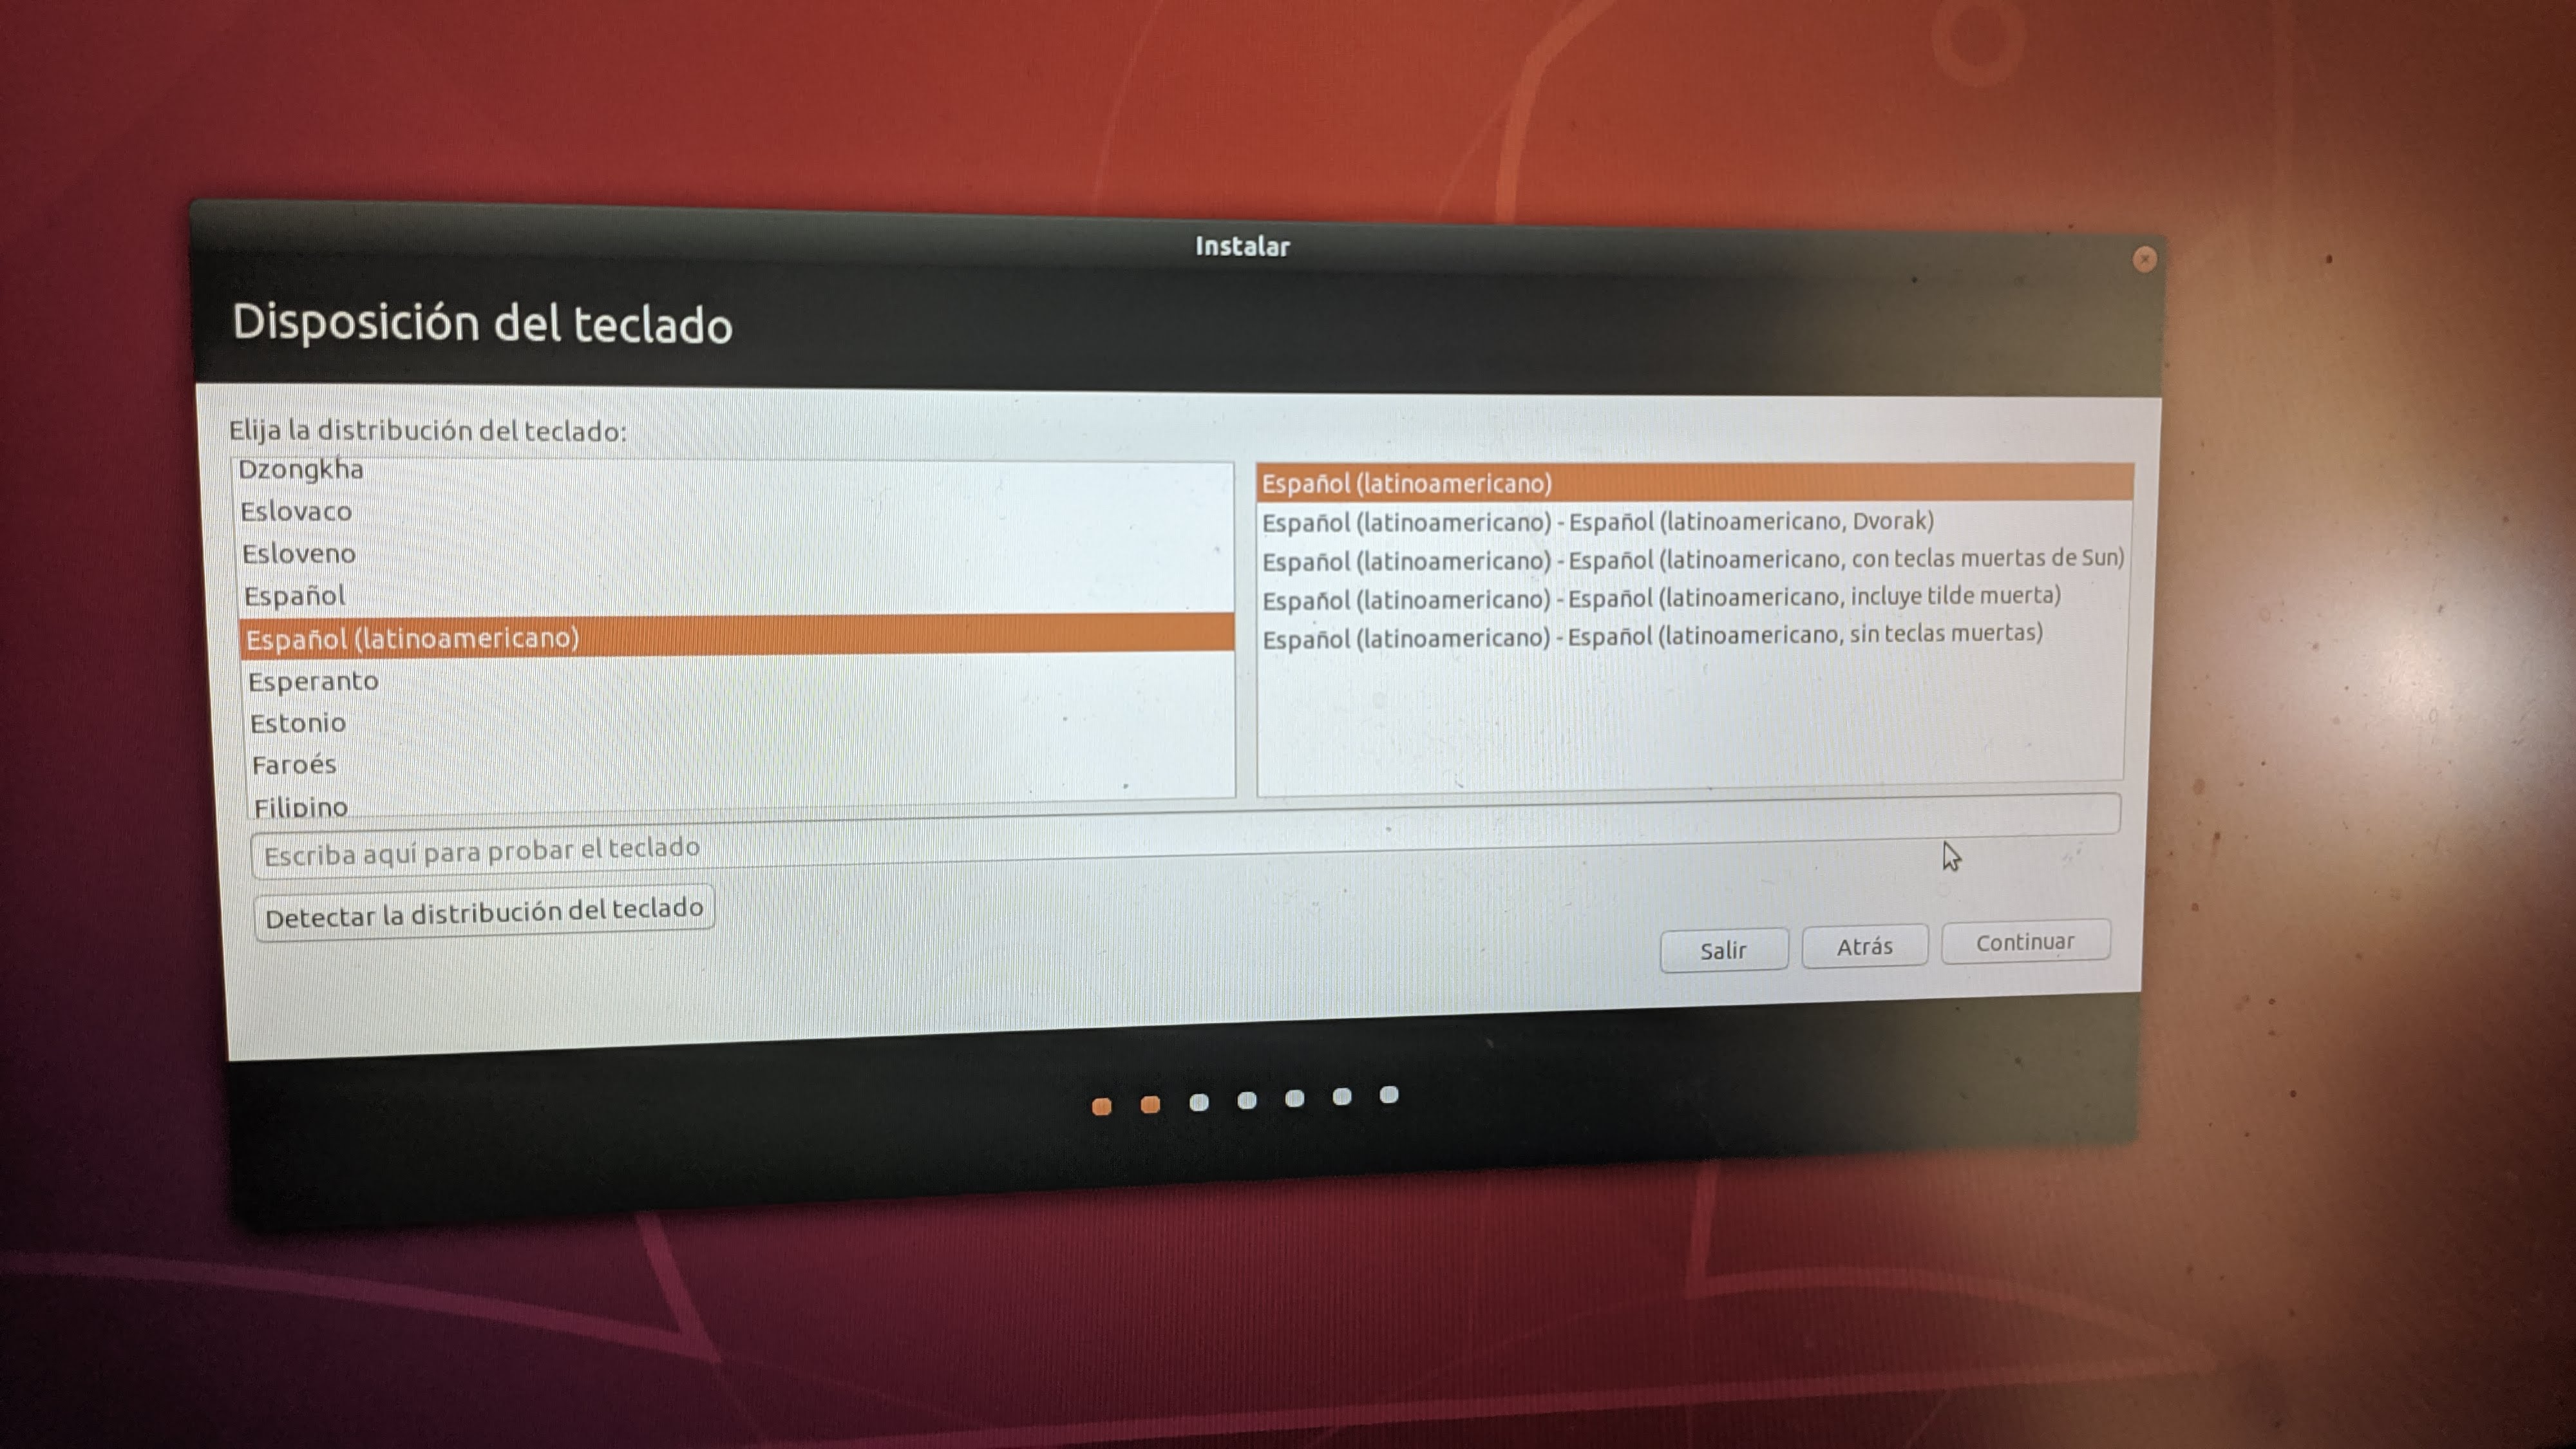 Instalar
Disposición del teclado
Elija la distribución del teclado:
Dzongkha
Eslovaco
Esloveno
Español
Español (latinoamericano)
Esperanto
Estonio
Faroés
Filipino
Español (latinoamericano)
Español (latinoamericano) - Español (latinoamericano, Dvorak)
Español (latinoamericano) - Español (latinoamericano, con teclas muertas de Sun)
Español (latinoamericano) - Español (latinoamericano, incluye tilde muerta)
Español (latinoamericano) - Español (latinoamericano, sin teclas muertas)
Escriba aquí para probar el teclado
Detectar la distribución del teclado
Salir
Atrás
Continuar